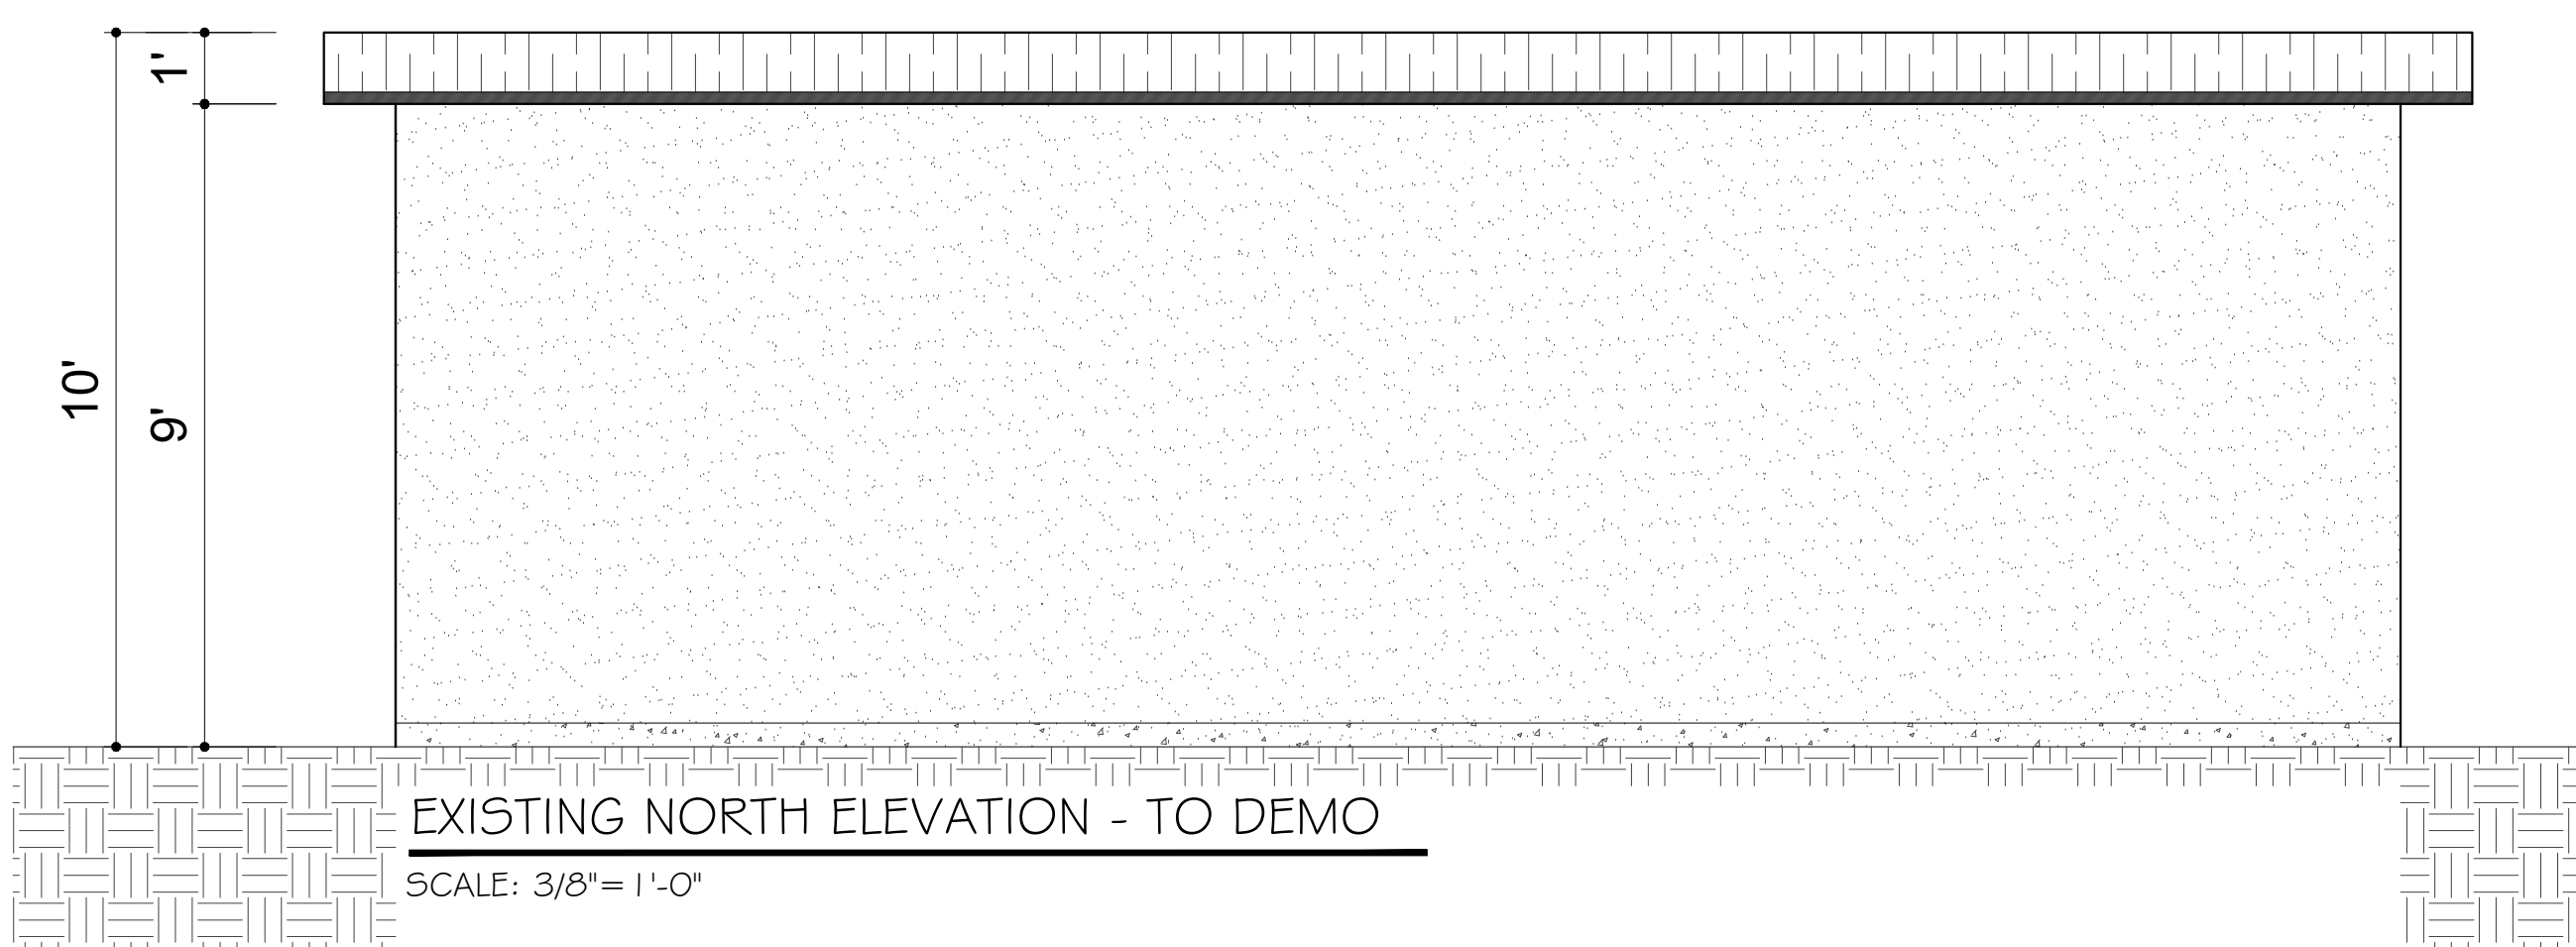 1'
10'
9'
EXISTING NORTH ELEVATION - TO DEMO
SCALE: 3/8"= 1'-0"